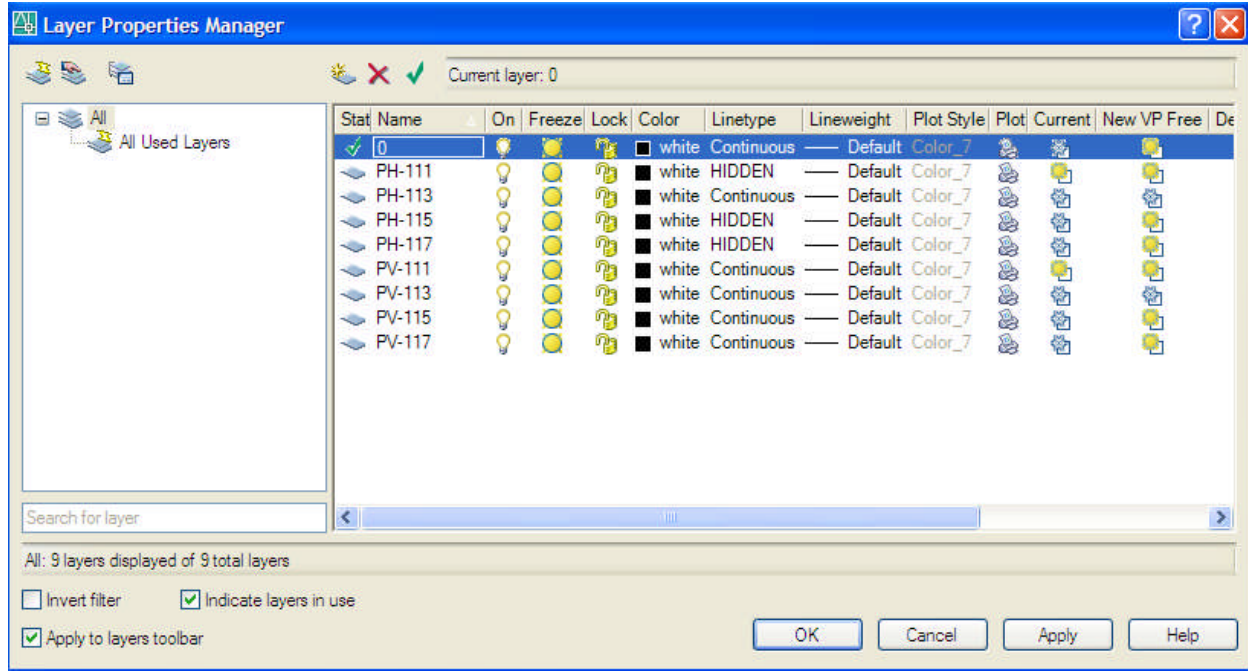 Layer Properties Manager
Current layer: 0
All
All Used Layers
Stat Name On Freeze Lock Color Linetype Lineweight Plot Style Plot Current New VP Free De
0 white Continuous Default Color_7
PH-111 white HIDDEN Default Color_7
PH-113 white Continuous Default Color_7
PH-115 white HIDDEN Default Color_7
PH-117 white HIDDEN Default Color_7
PV-111 white Continuous Default Color_7
PV-113 white Continuous Default Color_7
PV-115 white Continuous Default Color_7
PV-117 white Continuous Default Color_7
Search for layer
All: 9 layers displayed of 9 total layers
Invert filter Indicate layers in use
Apply to layers toolbar OK Cancel Apply Help